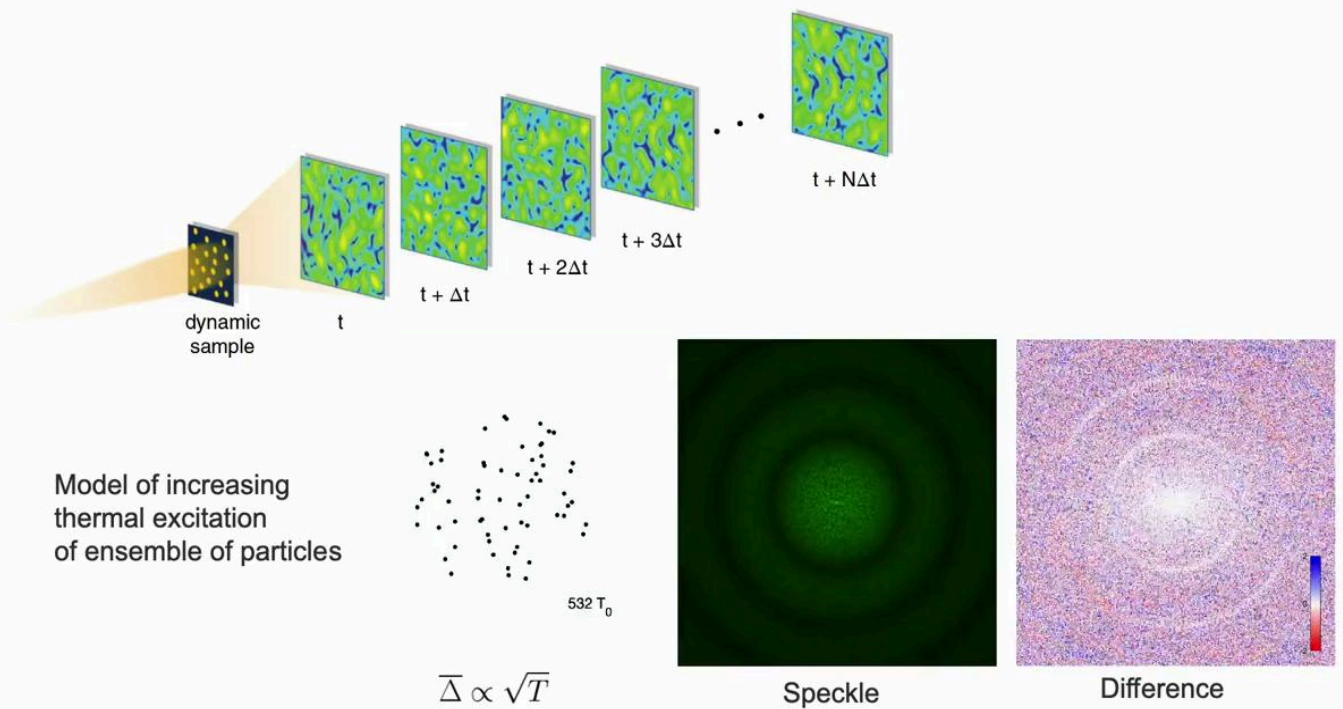 t + NΔt
t + 3Δt
t + 2Δt
t + Δt
t
dynamic
sample
Model of increasing
thermal excitation
of ensemble of particles
532 T₀
Δ̅ ∝ √T
Speckle
Difference